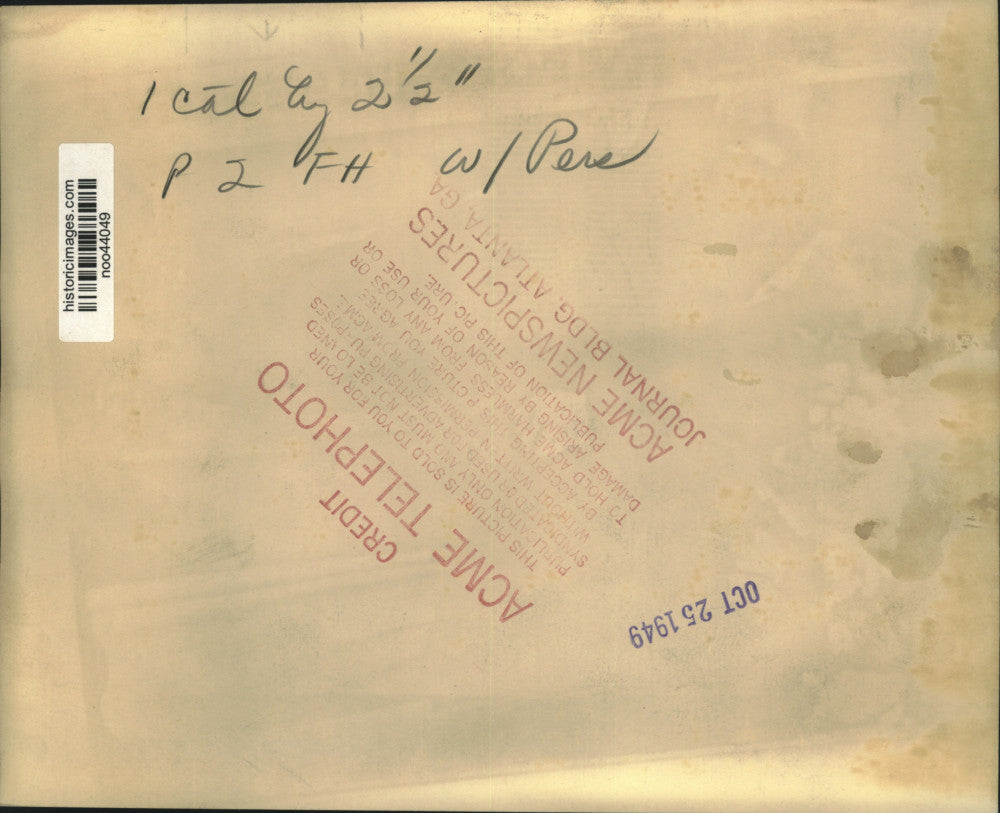 1 col by 2 1/2"
P 2 FH w/ Pers
historicimages.com
noo44049
CREDIT
ACME TELEPHOTO
THIS PICTURE IS SOLD TO YOU FOR YOUR
PUBLICATION ONLY AND MUST NOT BE LOANED
SYNDICATED OR USED FOR ADVERTISING PURPOSES
WITHOUT WRITTEN PERMISSION FROM ACME.
BY ACCEPTING THIS PICTURE YOU AGREE
TO HOLD ACME HARMLESS FROM ANY LOSS OR
DAMAGE ARISING BY REASON OF YOUR USE OR
PUBLICATION OF THIS PICTURE.
ACME NEWSPICTURES
JOURNAL BLDG, ATLANTA, GA
OCT 25 1949